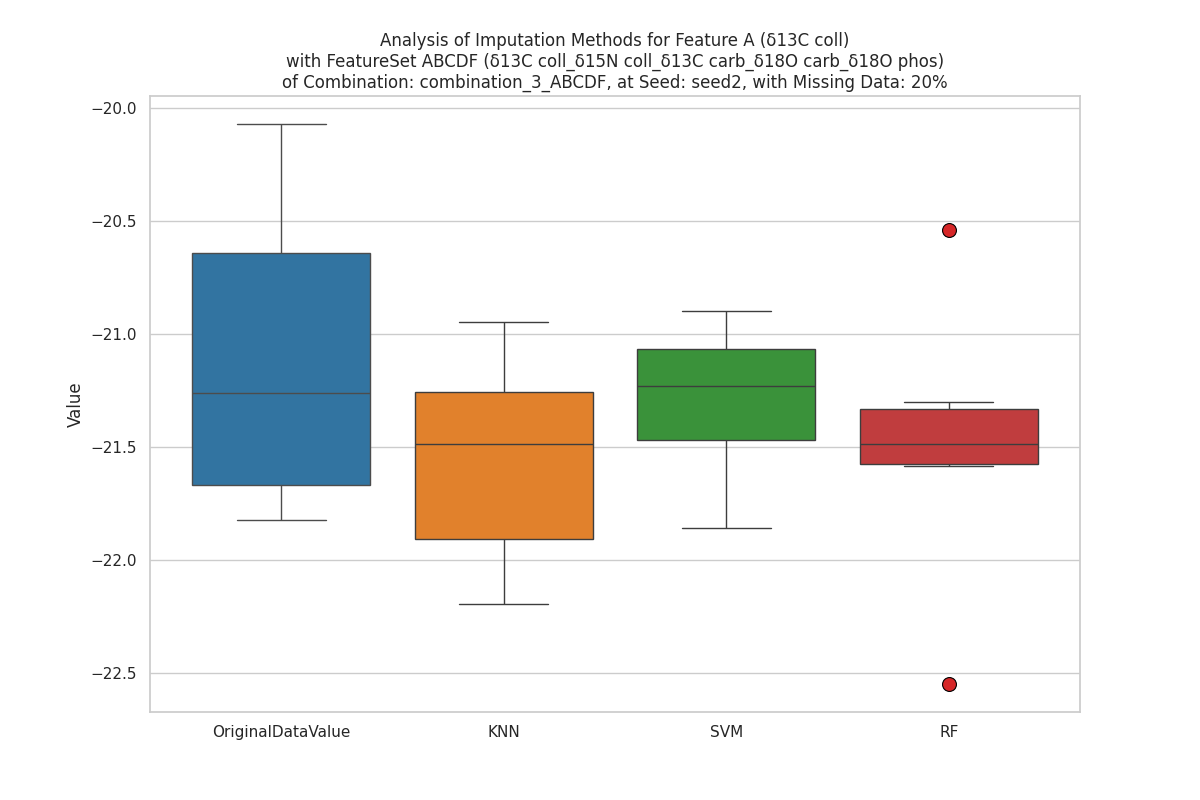 Analysis of Imputation Methods for Feature A (δ13C coll)
with FeatureSet ABCDF (δ13C coll_δ15N coll_δ13C carb_δ18O carb_δ18O phos)
of Combination: combination_3_ABCDF, at Seed: seed2, with Missing Data: 20%
−20.0
−20.5
−21.0
−21.5
−22.0
−22.5
Value
OriginalDataValue
KNN
SVM
RF